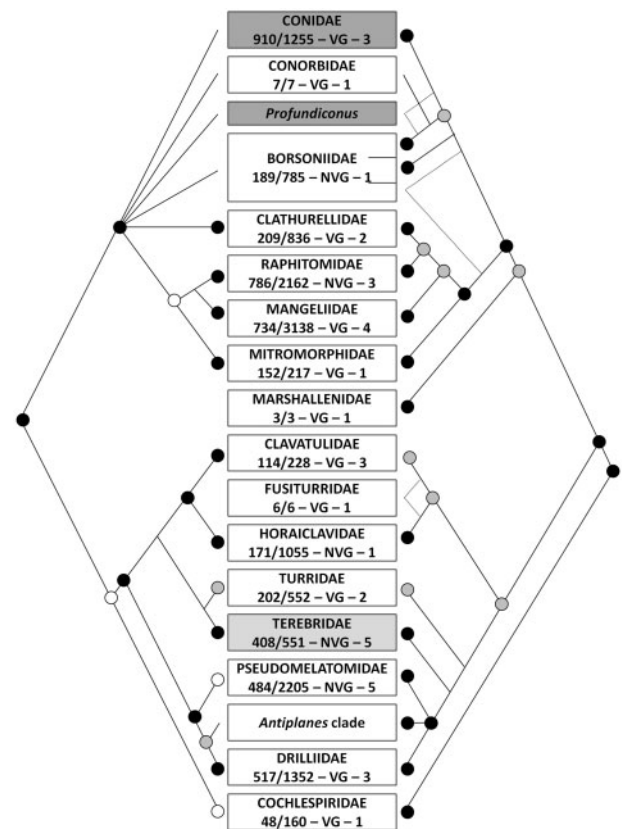 CONIDAE
910/1255 – VG – 3
CONORBIDAE
7/7 – VG – 1
Profundiconus
BORSONIIDAE
189/785 – NVG – 1
CLATHURELLIDAE
209/836 – VG – 2
RAPHITOMIDAE
786/2162 – NVG – 3
MANGELIIDAE
734/3138 – VG – 4
MITROMORPHIDAE
152/217 – VG – 1
MARSHALLENIDAE
3/3 – VG – 1
CLAVATULIDAE
114/228 – VG – 3
FUSITURRIDAE
6/6 – VG – 1
HORAICLAVIDAE
171/1055 – NVG – 1
TURRIDAE
202/552 – VG – 2
TEREBRIDAE
408/551 – NVG – 5
PSEUDOMELATOMIDAE
484/2205 – NVG – 5
Antiplanes clade
DRILLIIDAE
517/1352 – VG – 3
COCHLESPIRIDAE
48/160 – VG – 1